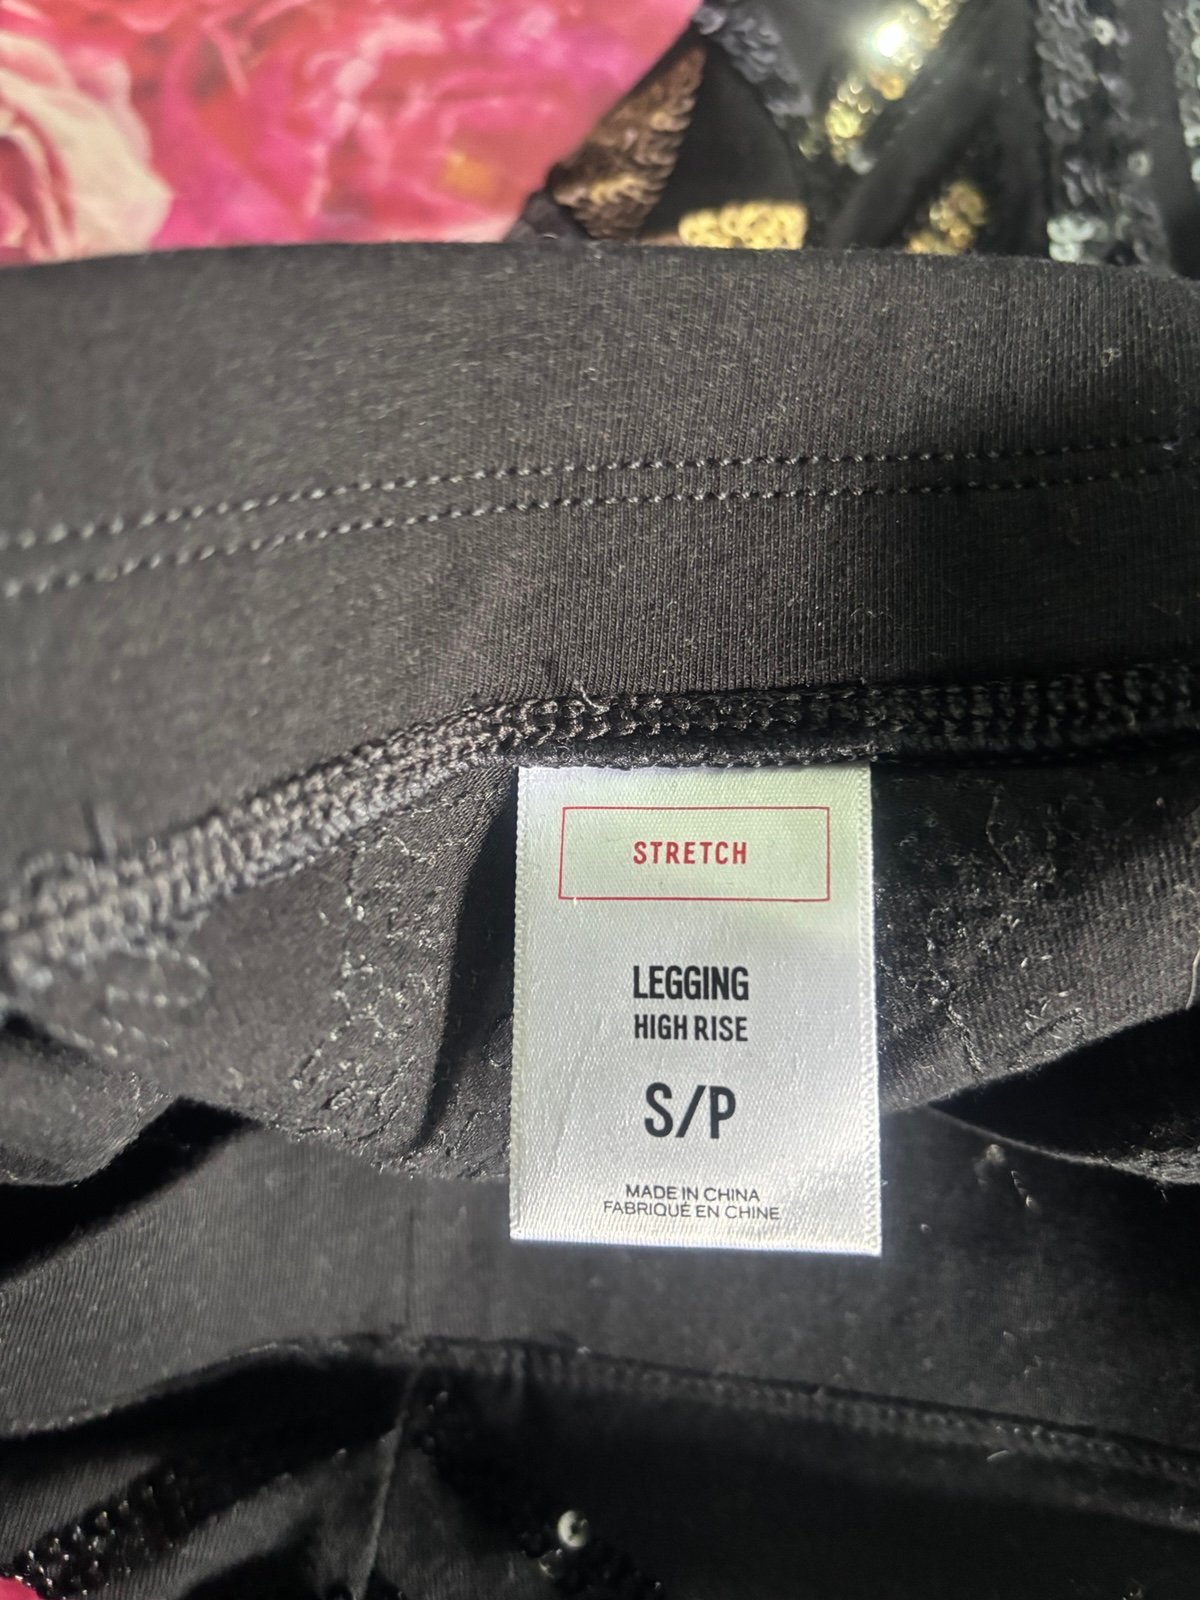 STRETCH
LEGGING
HIGH RISE
S/P
MADE IN CHINA
FABRIQUÉ EN CHINE